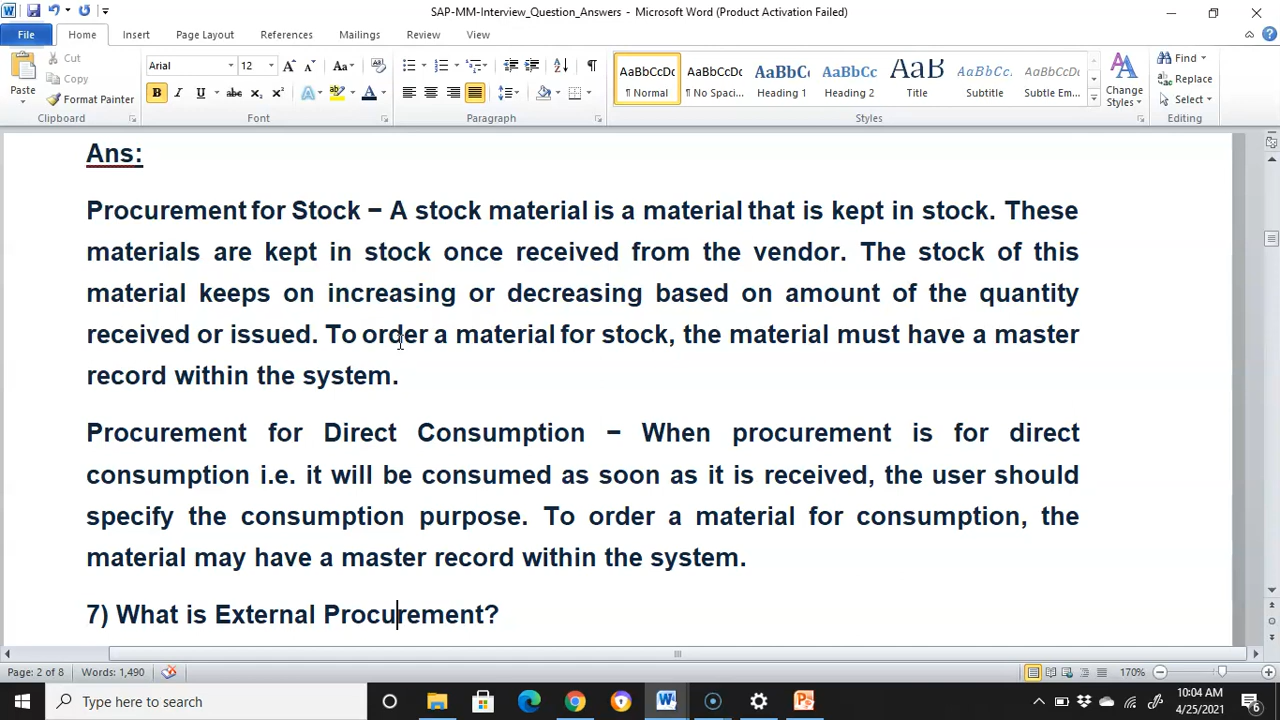 SAP-MM-Interview_Question_Answers - Microsoft Word (Product Activation Failed)
File Home Insert Page Layout References Mailings Review View
Paste Cut Copy Format Painter
Arial 12
AaBbCcDc AaBbCcDc AaBbC AaBbCc AaB AaBbCc. AaBbCcDc
¶ Normal ¶ No Spaci... Heading 1 Heading 2 Title Subtitle Subtle Em...
Change Styles
Find Replace Select
Clipboard Font Paragraph Styles Editing
Ans:
Procurement for Stock − A stock material is a material that is kept in stock. These
materials are kept in stock once received from the vendor. The stock of this
material keeps on increasing or decreasing based on amount of the quantity
received or issued. To order a material for stock, the material must have a master
record within the system.
Procurement for Direct Consumption − When procurement is for direct
consumption i.e. it will be consumed as soon as it is received, the user should
specify the consumption purpose. To order a material for consumption, the
material may have a master record within the system.
7) What is External Procurement?
Page: 2 of 8 Words: 1,490 170%
Type here to search
10:04 AM
4/25/2021
6